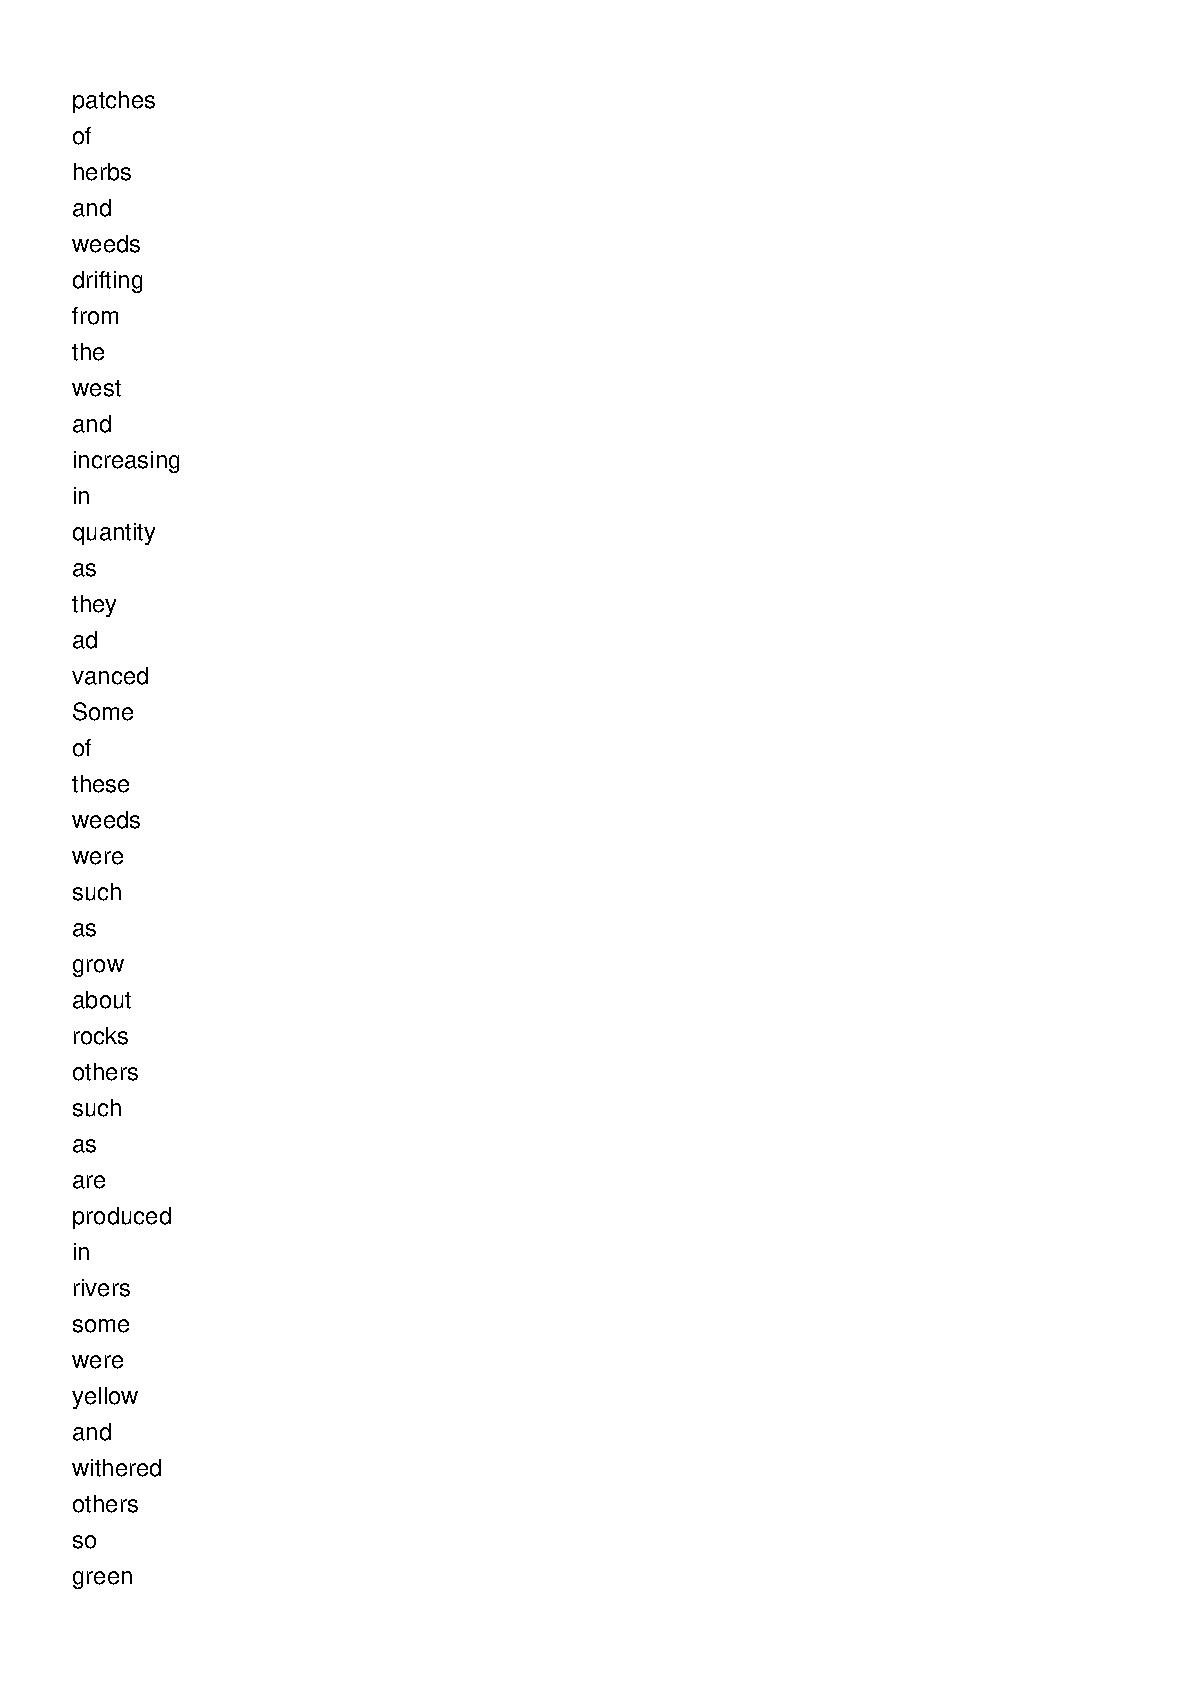 patches
of
herbs
and
weeds
drifting
from
the
west
and
increasing
in
quantity
as
they
ad
vanced
Some
of
these
weeds
were
such
as
grow
about
rocks
others
such
as
are
produced
in
rivers
some
were
yellow
and
withered
others
so
green